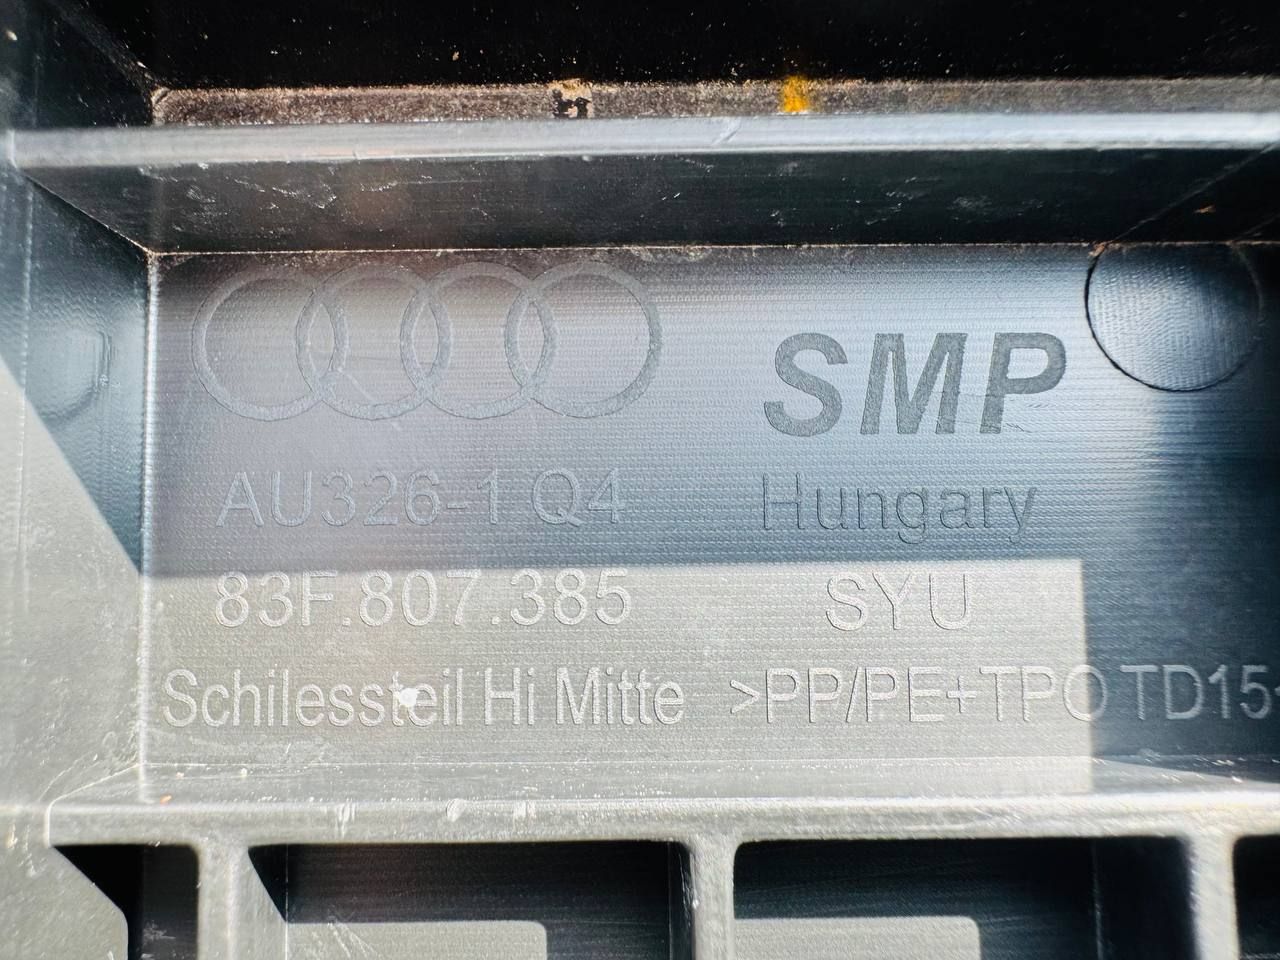 SMP
AU326-1 Q4
Hungary
83F.807.385
SYU
Schilessteil Hi Mitte
>PP/PE+TPO TD15